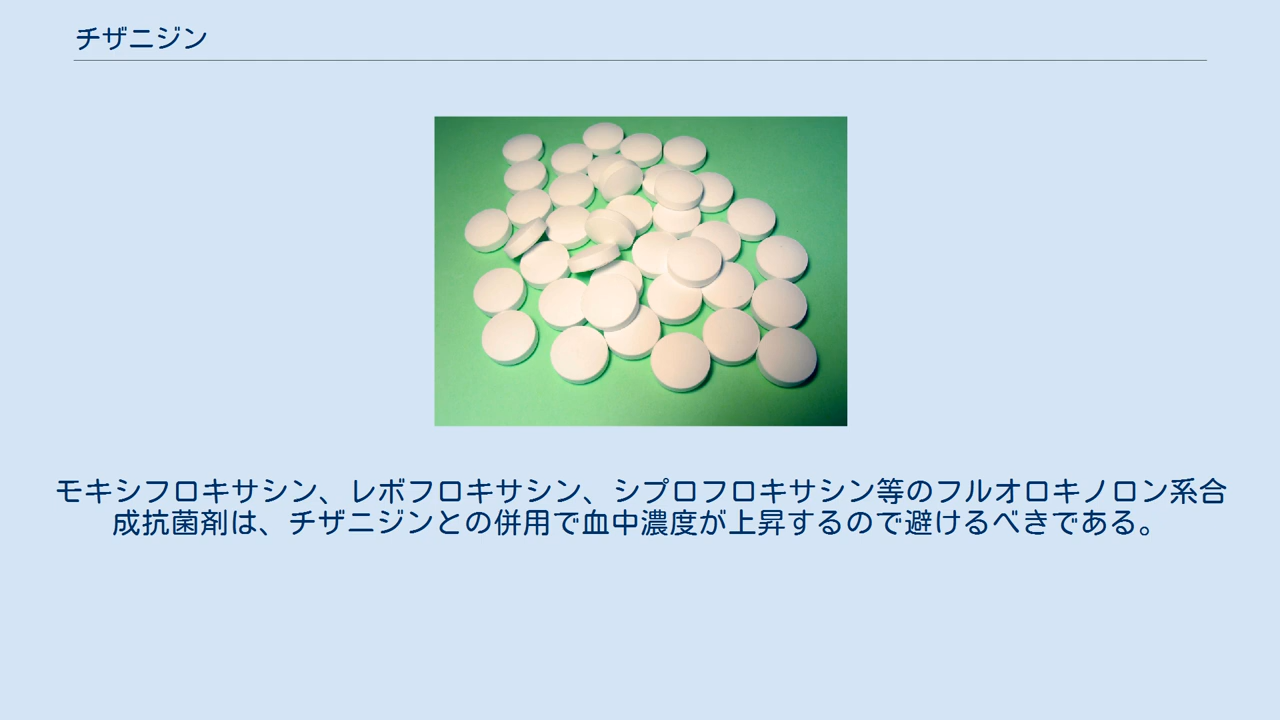 チザニジン
モキシフロキサシン、レボフロキサシン、シプロフロキサシン等のフルオロキノロン系合
成抗菌剤は、チザニジンとの併用で血中濃度が上昇するので避けるべきである。